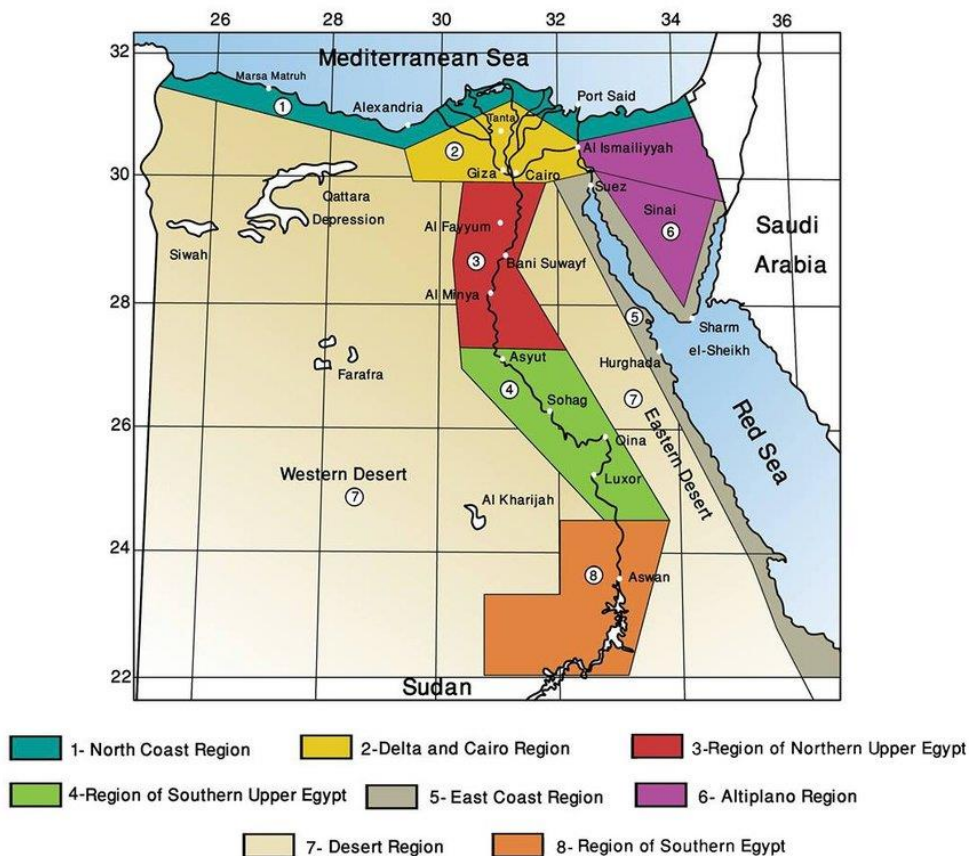 26 28 30 32 34 36
32
Mediterranean Sea
Marsa Matruh
1
Alexandria
Port Said
Tanta
2
Al Ismailiyyah
30
Giza
Cairo
Suez
Qattara
Depression
Sinai
6
Siwah
Al Fayyum
3
Bani Suwayf
Al Minya
Saudi
Arabia
28
5
Sharm
el-Sheikh
Hurghada
Farafra
Asyut
4
Sohag
7
26
Qina
Eastern Desert
Red Sea
Western Desert
7
Luxor
Al Kharijah
24
8
Aswan
22
Sudan
1- North Coast Region
2-Delta and Cairo Region
3-Region of Northern Upper Egypt
4-Region of Southern Upper Egypt
5- East Coast Region
6- Altiplano Region
7- Desert Region
8- Region of Southern Egypt